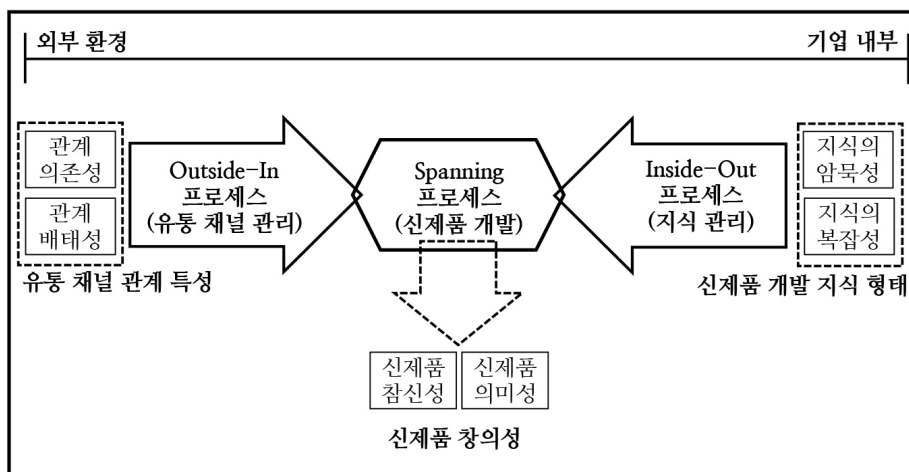 외부 환경
기업 내부
관계
의존성
관계
배태성
유통 채널 관계 특성
Outside-In
프로세스
(유통 채널 관리)
Spanning
프로세스
(신제품 개발)
Inside-Out
프로세스
(지식 관리)
지식의
암묵성
지식의
복잡성
신제품 개발 지식 형태
신제품
참신성
신제품
의미성
신제품 창의성